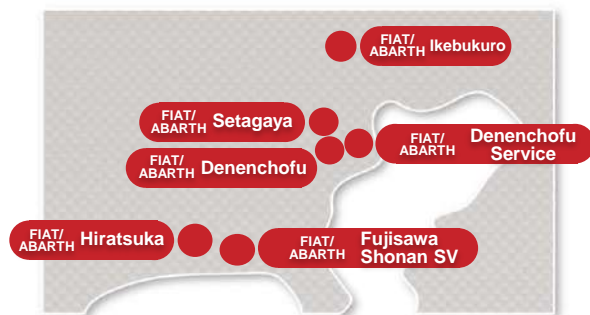 FIAT/
ABARTH Ikebukuro
FIAT/
ABARTH Setagaya
FIAT/
ABARTH Denenchofu
Service
FIAT/
ABARTH Denenchofu
FIAT/
ABARTH Hiratsuka
FIAT/
ABARTH Fujisawa
Shonan SV